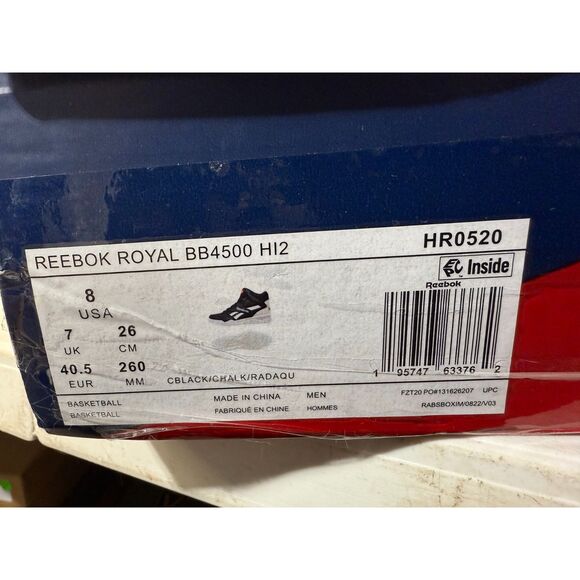 REEBOK ROYAL BB4500 HI2
HR0520
Inside
Reebok
8
USA
7 26
UK CM
40.5 260
EUR MM
CBLACK/CHALK/RADAQU
1 95747 63376 2
BASKETBALL MADE IN CHINA MEN
BASKETBALL FABRIQUÉ EN CHINE HOMMES
FZT20 PO#131626207 UPC
RABSBOXIM/0822/V03